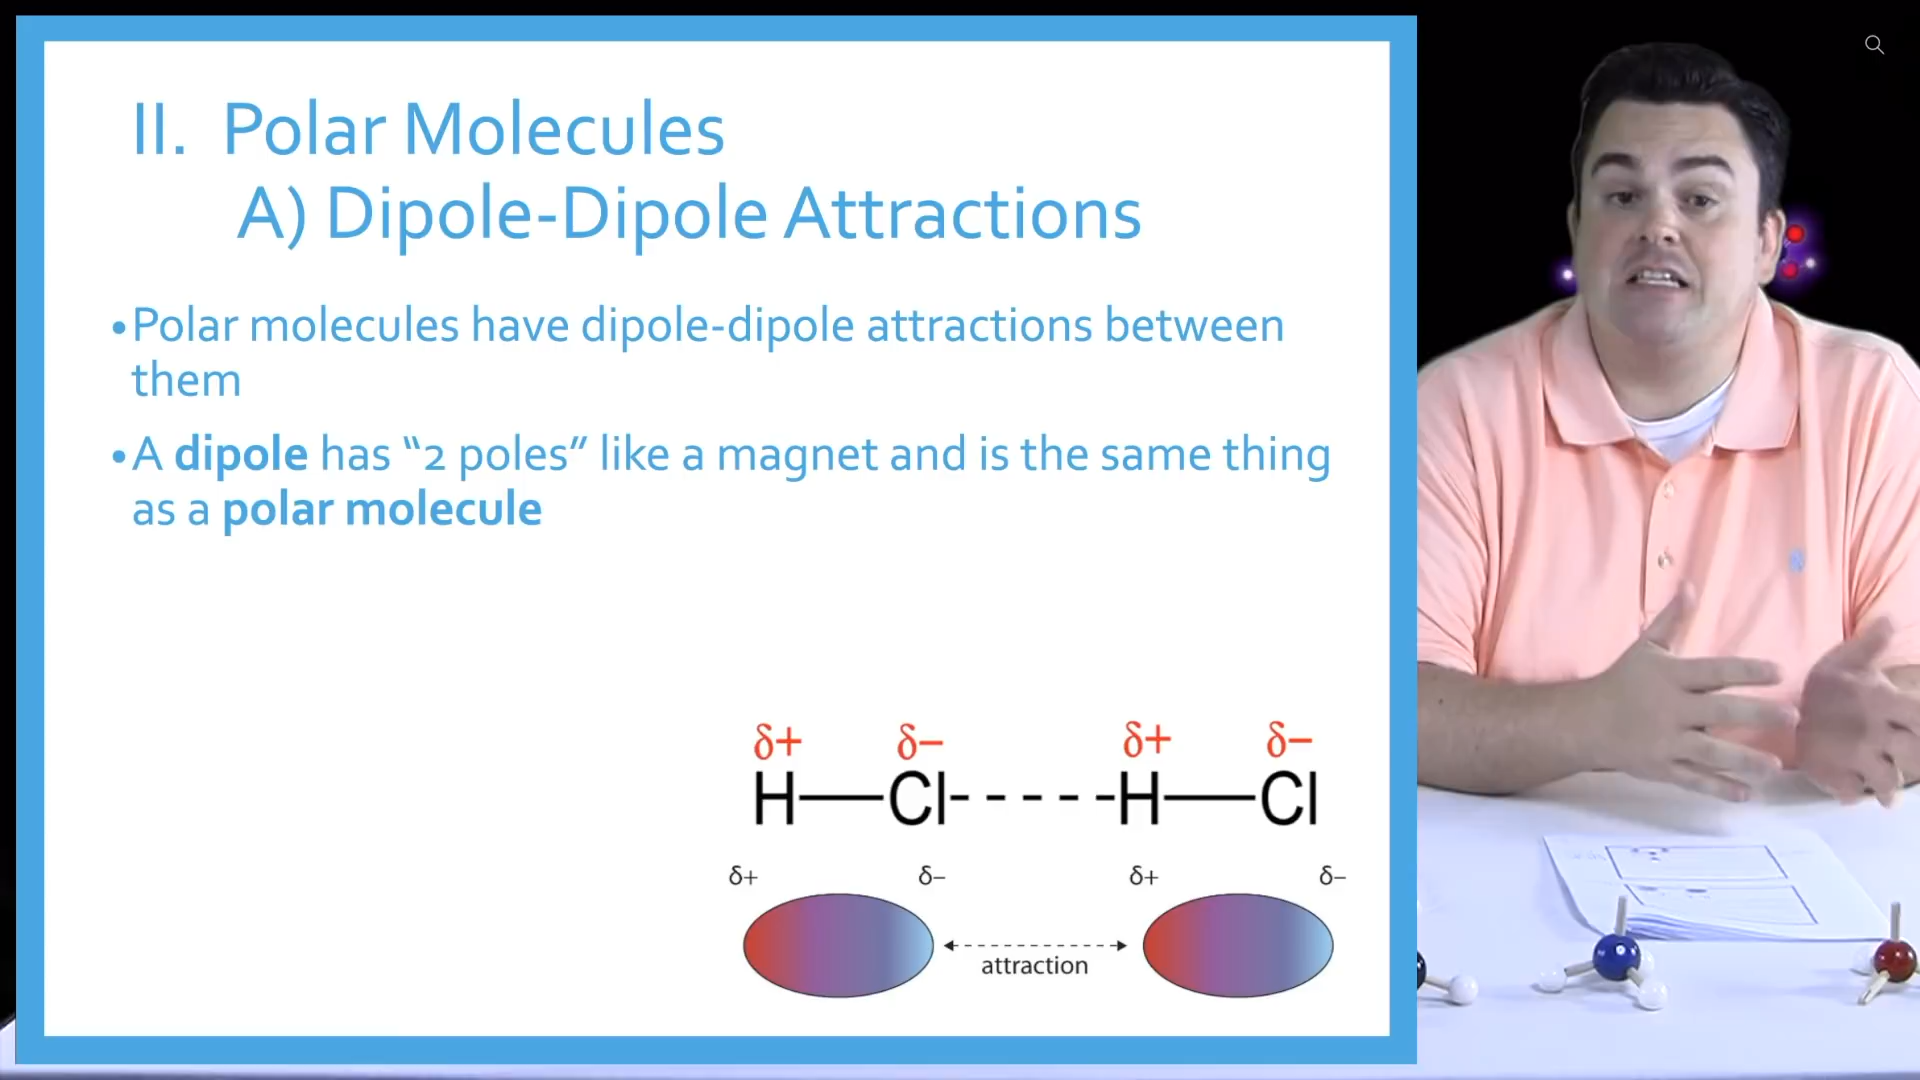 II. Polar Molecules
A) Dipole-Dipole Attractions
•Polar molecules have dipole-dipole attractions between
them
•A dipole has “2 poles” like a magnet and is the same thing
as a polar molecule
δ+ δ− δ+ δ−
H—Cl-----H—Cl
δ+ δ− δ+ δ−
attraction